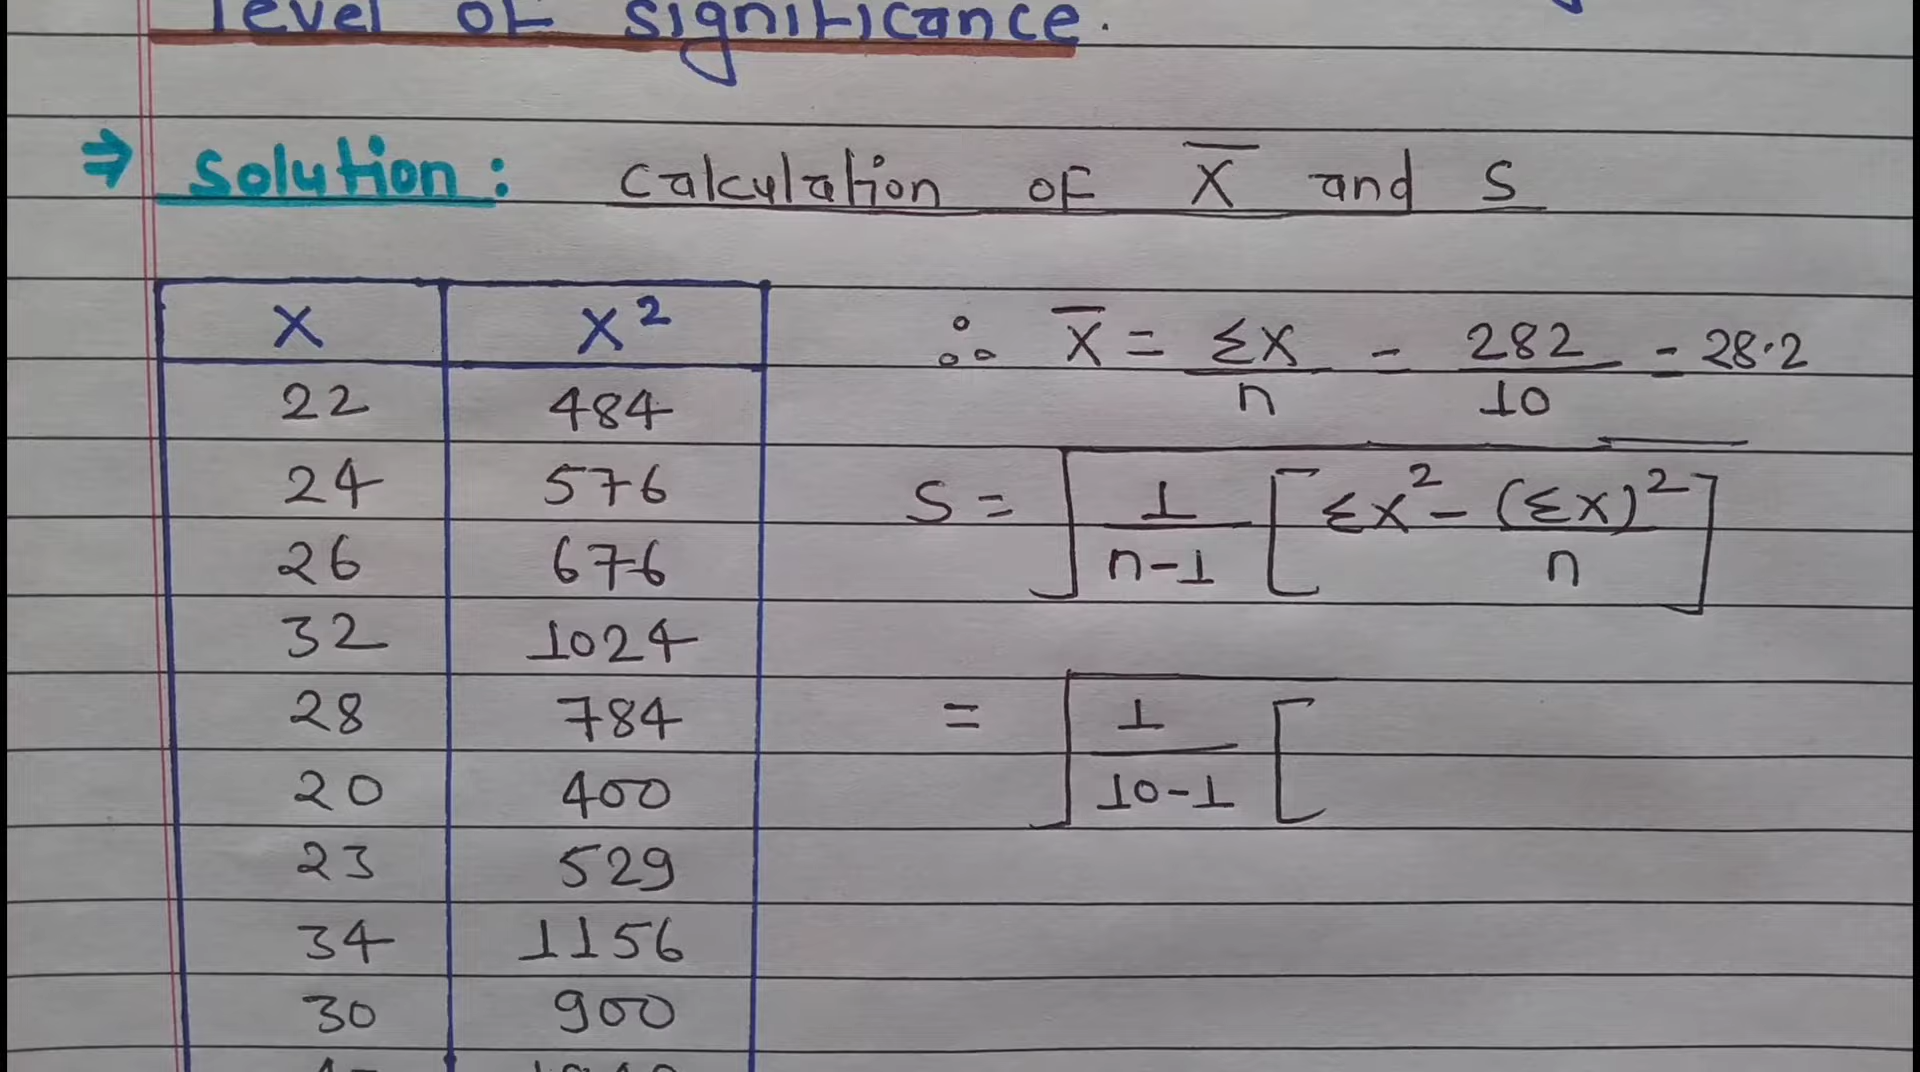 level of significance.
⇒ Solution: Calculation of X̄ and S
X X²
22 484
24 576
26 676
32 1024
28 784
20 400
23 529
34 1156
30 900
∴ X̄ = ΣX/n = 282/10 = 28.2
S = √(1/(n-1) [ΣX² - (ΣX)²/n])
= √(1/(10-1) [